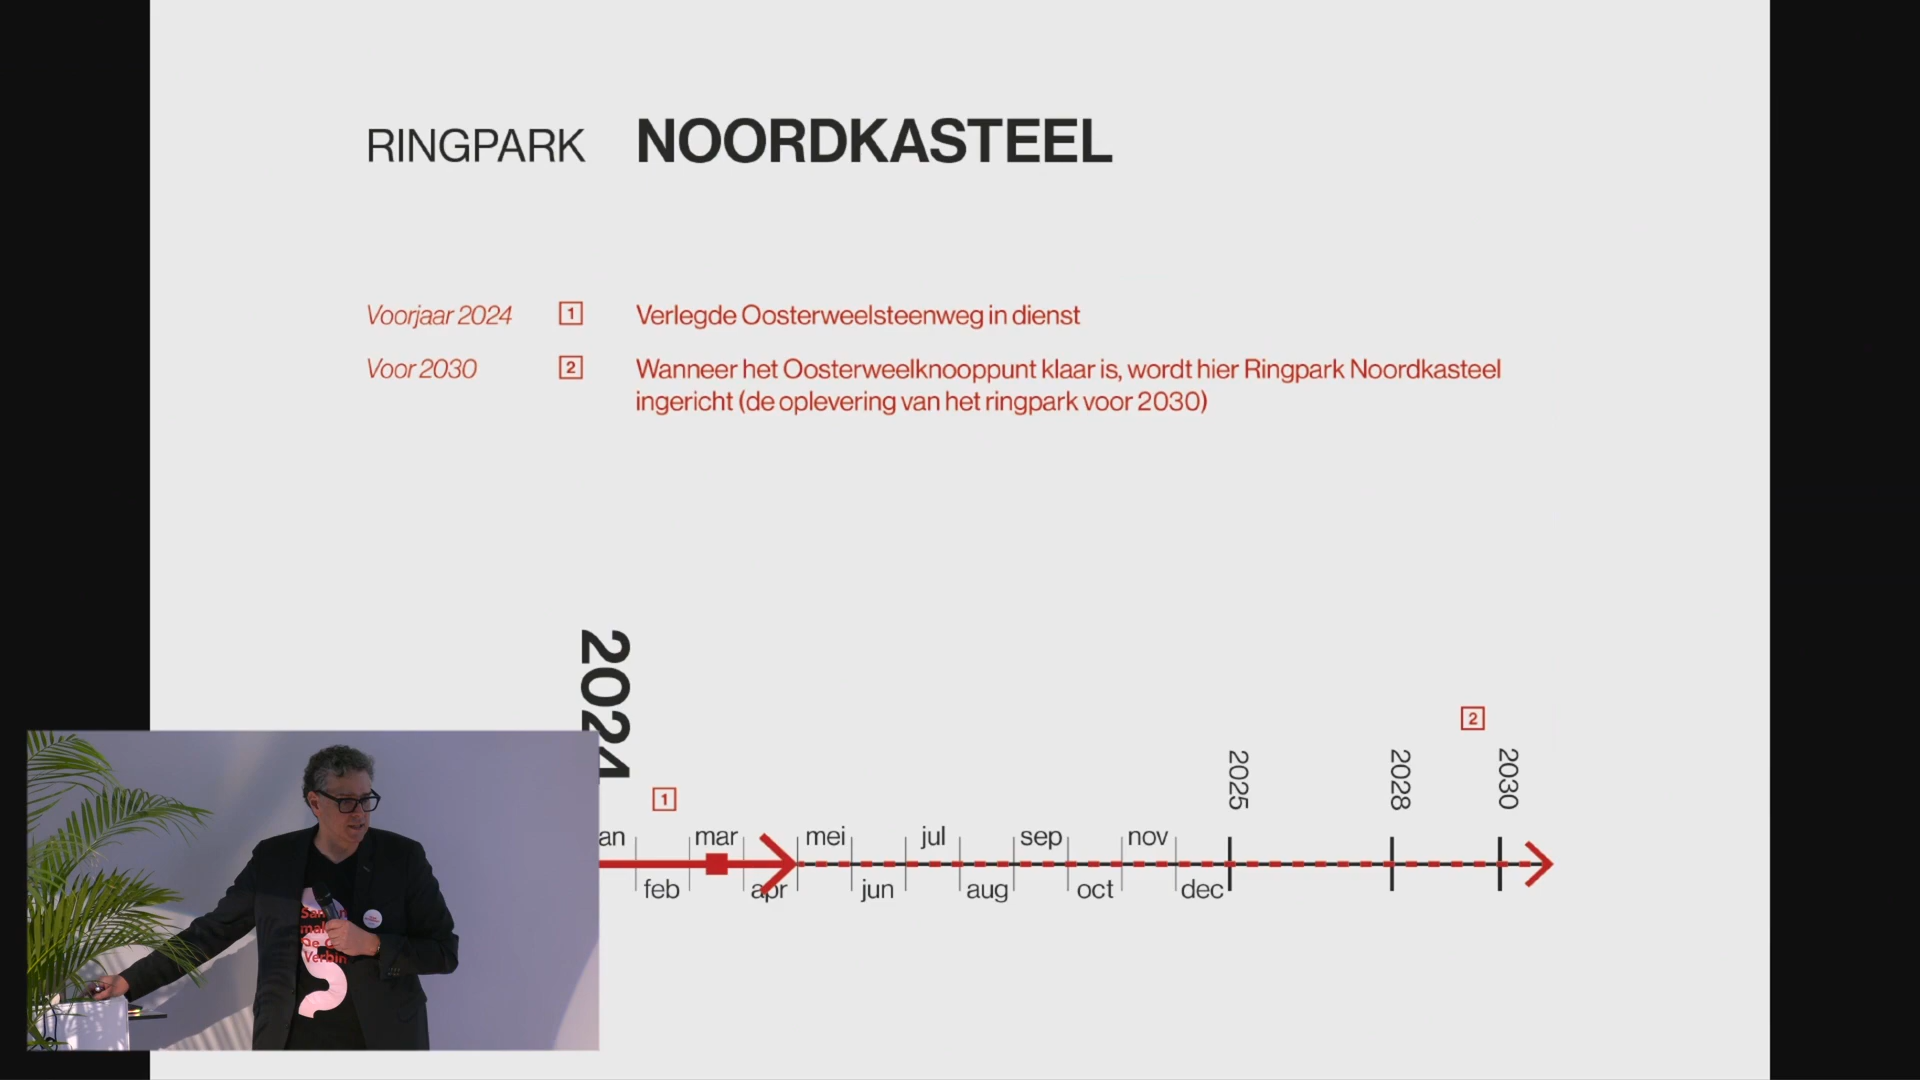 RINGPARK NOORDKASTEEL
Voorjaar 2024 1 Verlegde Oosterweelsteenweg in dienst
Voor 2030 2 Wanneer het Oosterweelknooppunt klaar is, wordt hier Ringpark Noordkasteel
ingericht (de oplevering van het ringpark voor 2030)
2024
2
2025 2028 2030
1
an mar mei jul sep nov
feb apr jun aug oct dec
De
Verbin